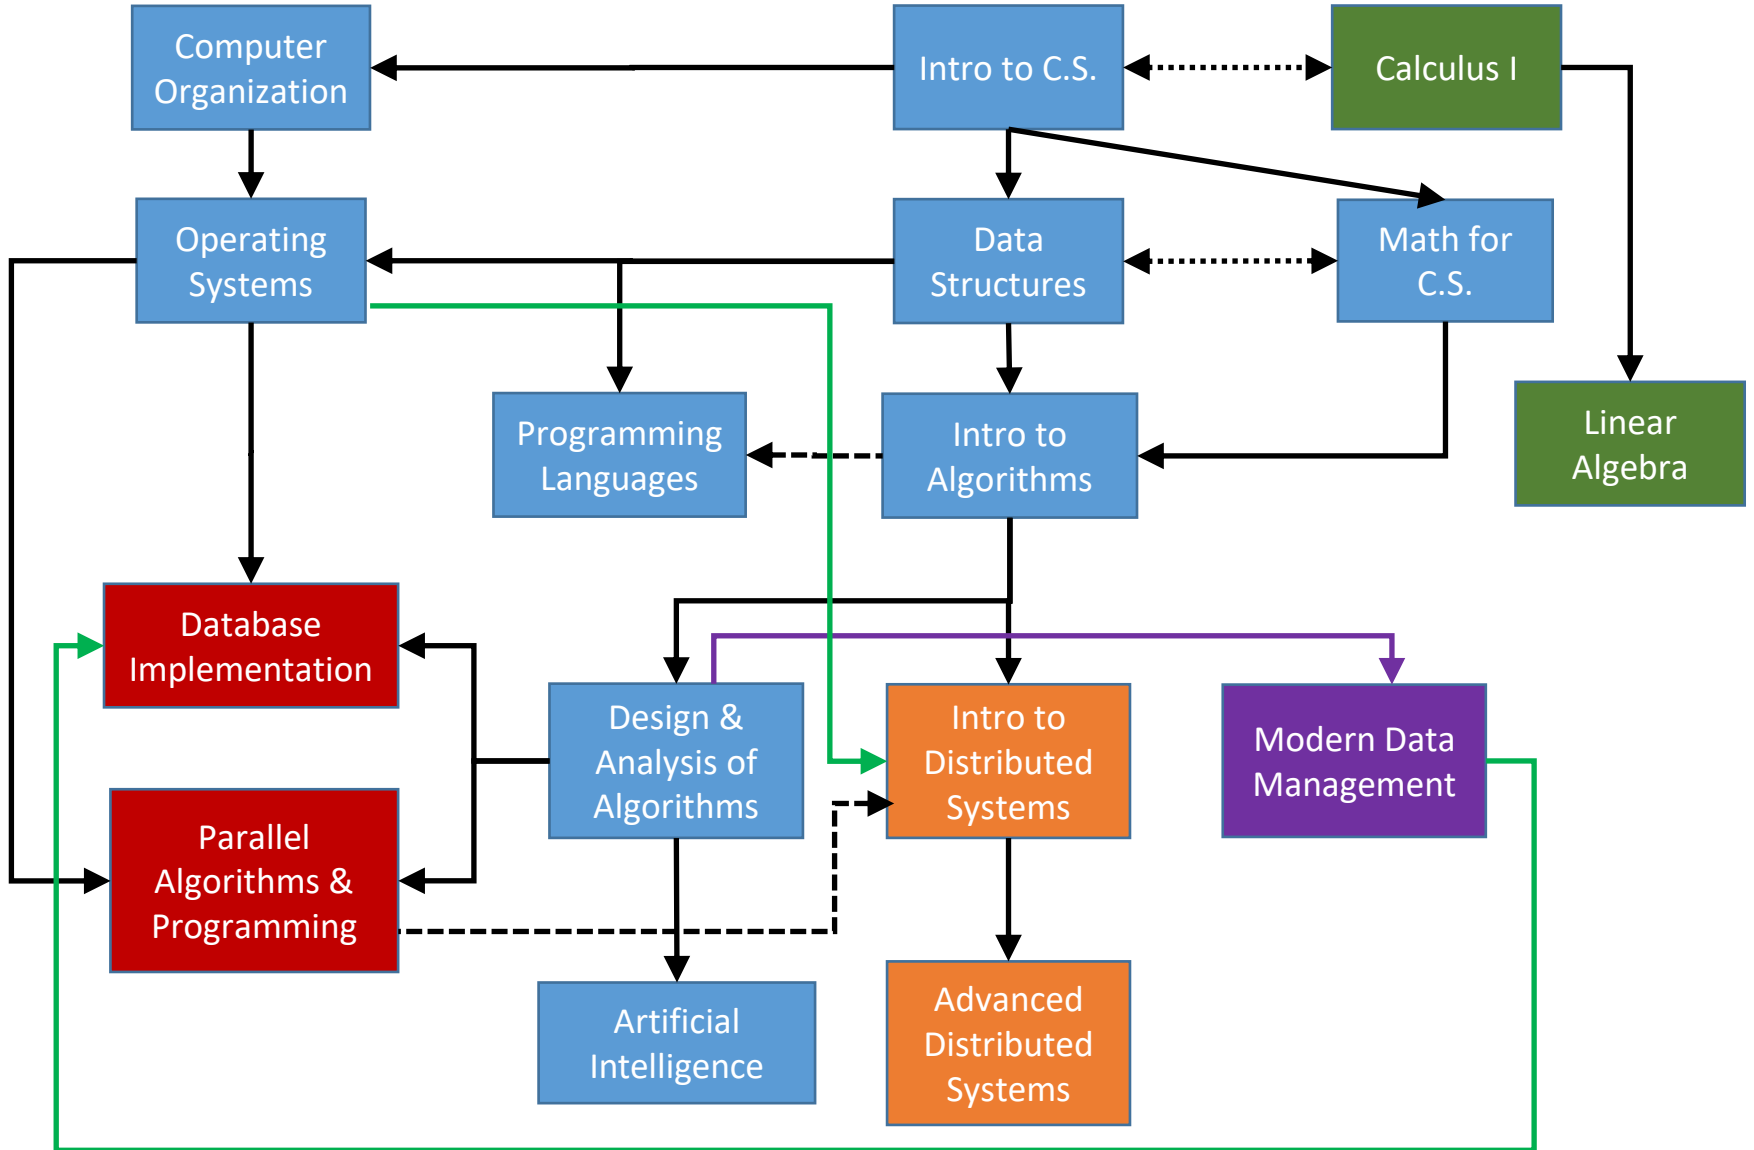 Computer
Organization
Intro to C.S.
Calculus I
Operating
Systems
Data
Structures
Math for
C.S.
Programming
Languages
Intro to
Algorithms
Linear
Algebra
Database
Implementation
Design &
Analysis of
Algorithms
Intro to
Distributed
Systems
Modern Data
Management
Parallel
Algorithms &
Programming
Artificial
Intelligence
Advanced
Distributed
Systems